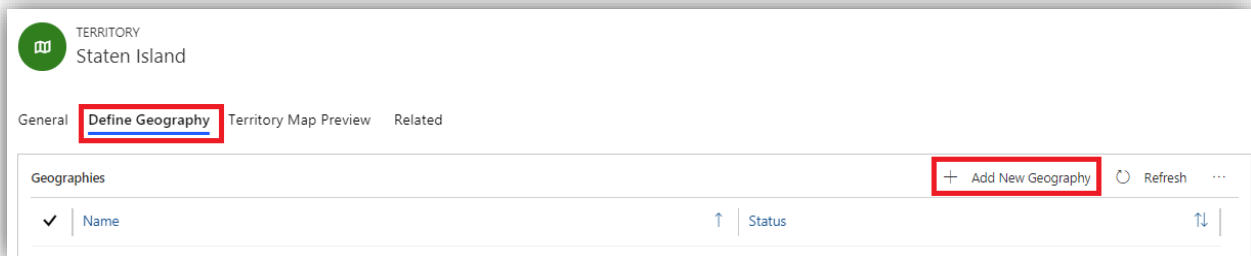 TERRITORY
Staten Island
General Define Geography Territory Map Preview Related
Geographies + Add New Geography Refresh ...
Name ↑ Status ↑↓